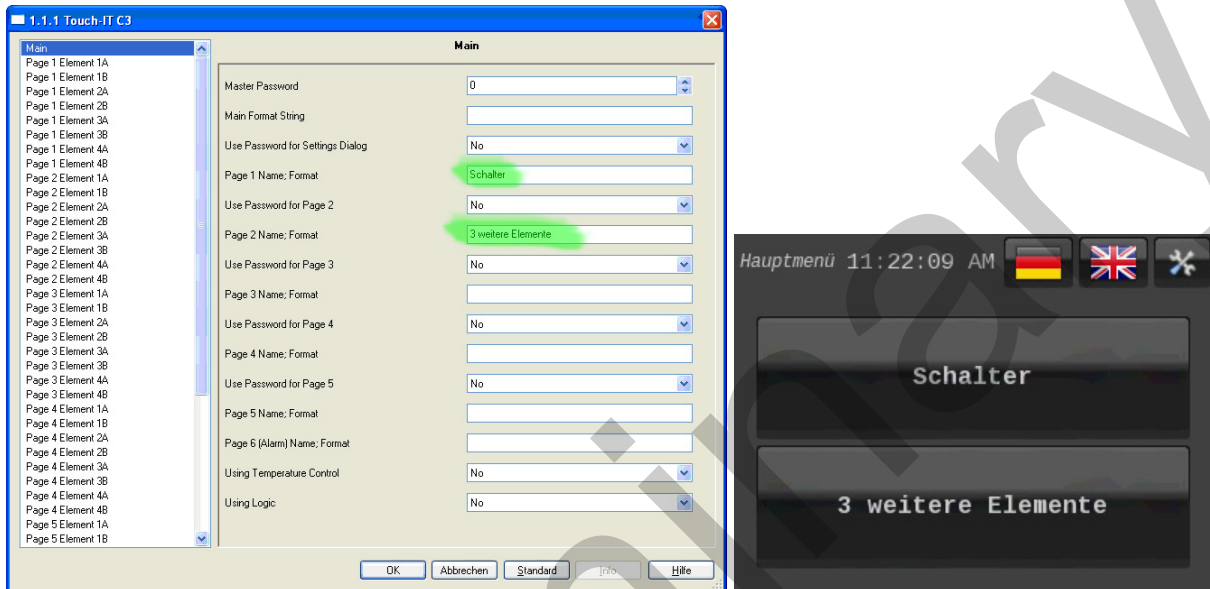 1.1.1 Touch-IT C3
Main
Page 1 Element 1A
Page 1 Element 1B
Page 1 Element 2A
Page 1 Element 2B
Page 1 Element 3A
Page 1 Element 3B
Page 1 Element 4A
Page 1 Element 4B
Page 2 Element 1A
Page 2 Element 1B
Page 2 Element 2A
Page 2 Element 2B
Page 2 Element 3A
Page 2 Element 3B
Page 2 Element 4A
Page 2 Element 4B
Page 3 Element 1A
Page 3 Element 1B
Page 3 Element 2A
Page 3 Element 2B
Page 3 Element 3A
Page 3 Element 3B
Page 3 Element 4A
Page 3 Element 4B
Page 4 Element 1A
Page 4 Element 1B
Page 4 Element 2A
Page 4 Element 2B
Page 4 Element 3A
Page 4 Element 3B
Page 4 Element 4A
Page 4 Element 4B
Page 5 Element 1A
Page 5 Element 1B
Main
Master Password 0
Main Format String
Use Password for Settings Dialog No
Page 1 Name; Format Schalter
Use Password for Page 2 No
Page 2 Name; Format 3 weitere Elemente
Use Password for Page 3 No
Page 3 Name; Format
Use Password for Page 4 No
Page 4 Name; Format
Use Password for Page 5 No
Page 5 Name; Format
Page 6 (Alarm) Name; Format
Using Temperature Control No
Using Logic No
OK Abbrechen Standard Info Hilfe
Hauptmenü 11:22:09 AM
Schalter
3 weitere Elemente